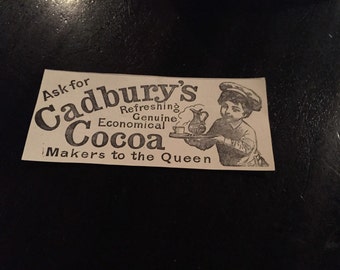 Ask for
Cadbury's
Refreshing
Genuine
Economical
Cocoa
Makers to the Queen